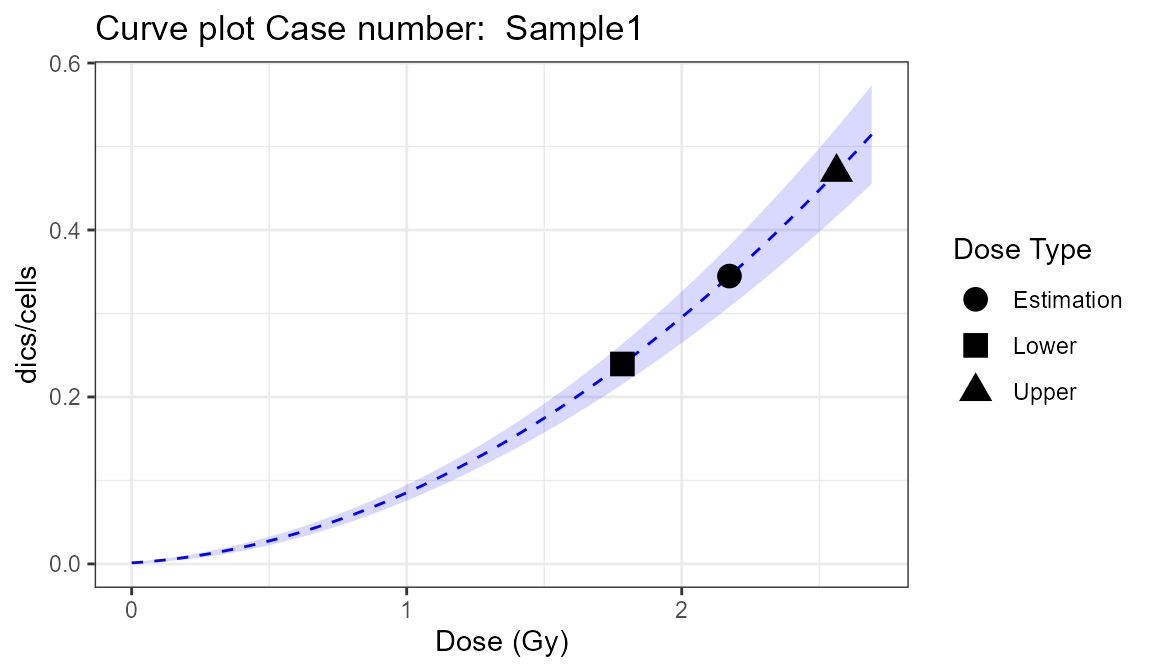 Curve plot Case number:  Sample1
0.6
0.4
0.2
0.0
dics/cells
0
1
2
Dose (Gy)
Dose Type
Estimation
Lower
Upper